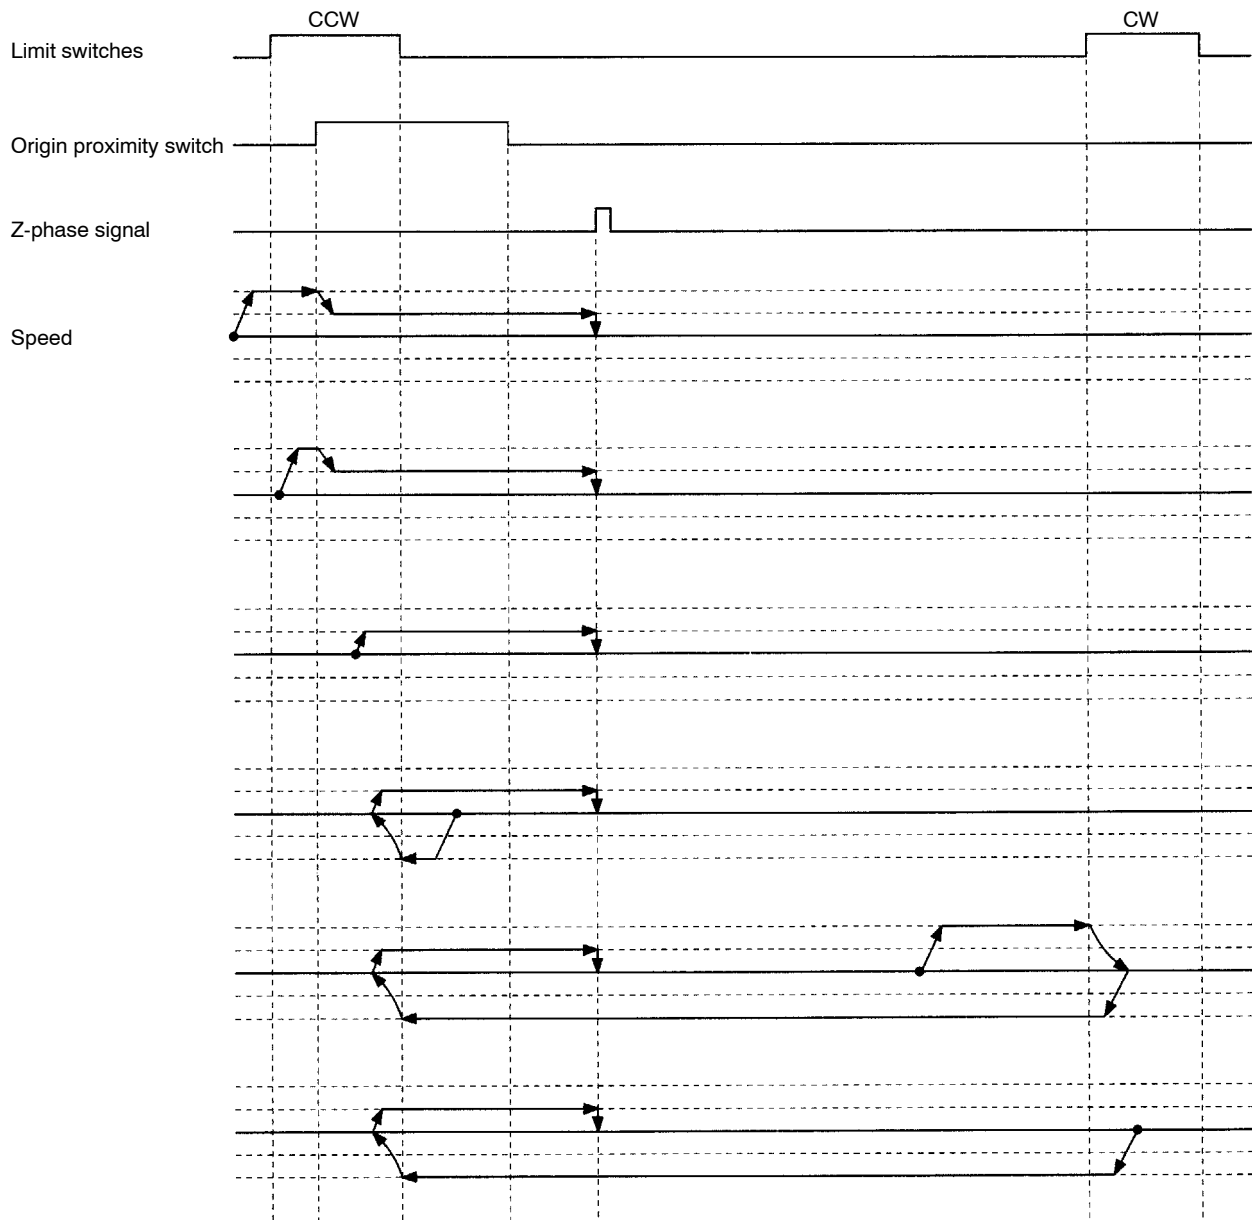 CCW
CW
Limit switches
Origin proximity switch
Z-phase signal
Speed